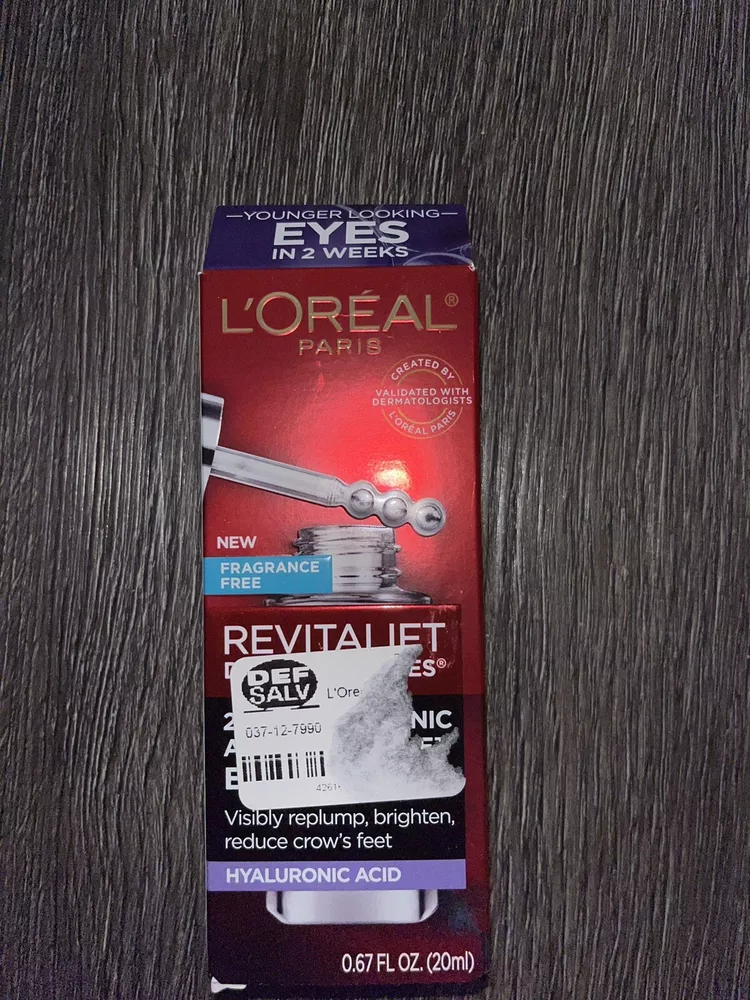 —YOUNGER LOOKING—
EYES
IN 2 WEEKS
L'ORÉAL®
PARIS
CREATED BY
VALIDATED WITH
DERMATOLOGISTS
L'ORÉAL PARIS
NEW
FRAGRANCE
FREE
REVITALIFT
DEF
SALV
L'Ore
037-12-7990
Visibly replump, brighten,
reduce crow's feet
HYALURONIC ACID
0.67 FL OZ. (20ml)